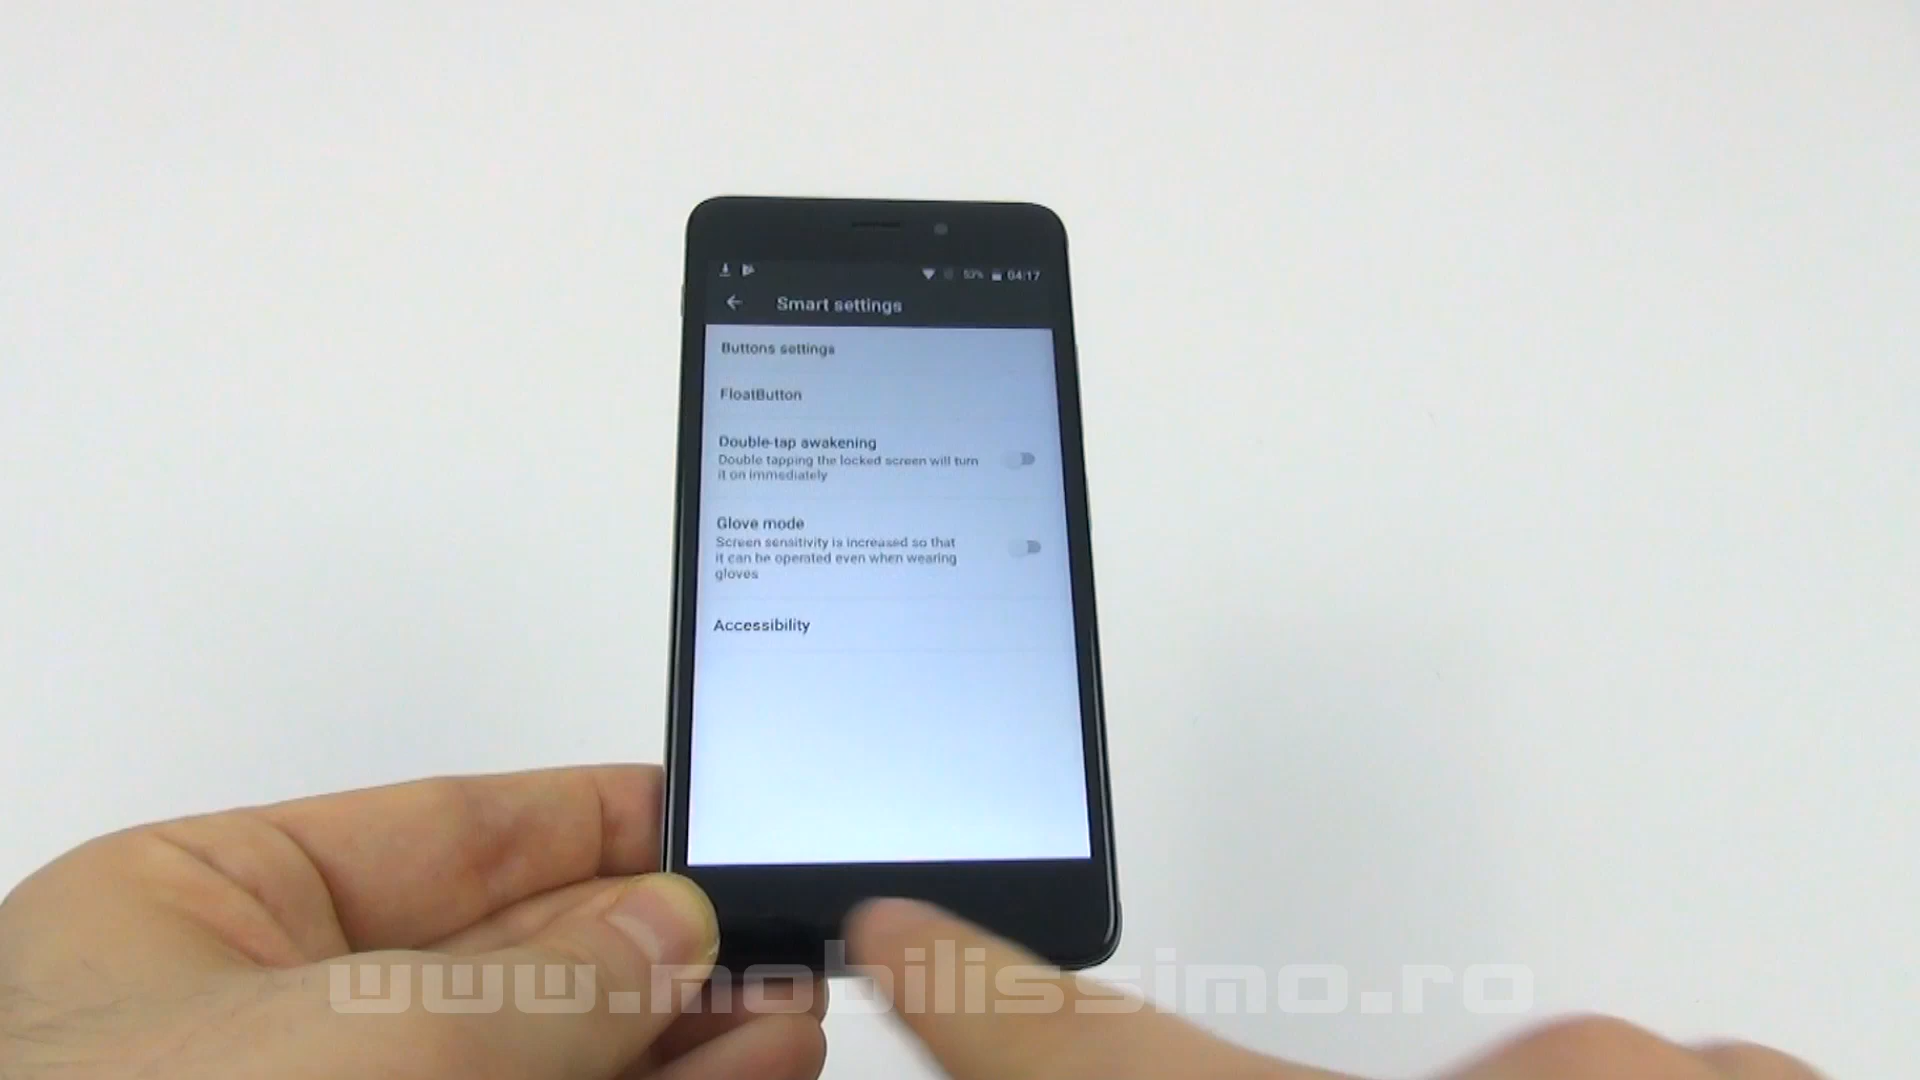 53% 04:17
Smart settings
Buttons settings
FloatButton
Double-tap awakening
Double tapping the locked screen will turn
it on immediately
Glove mode
Screen sensitivity is increased so that
it can be operated even when wearing
gloves
Accessibility
www.mobilissimo.ro